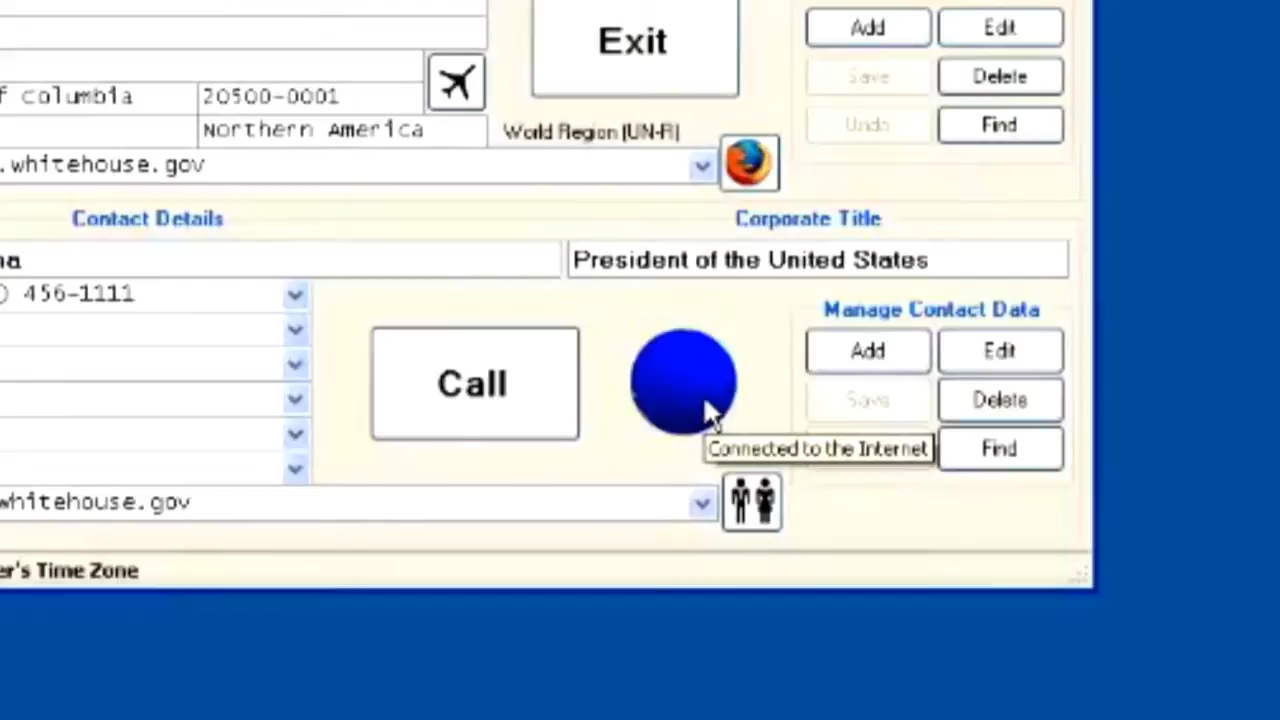 Exit
Add
Edit
Save
Delete
f Columbia
20500-0001
Undo
Find
Northern America
World Region (UN-R)
.whitehouse.gov
Contact Details
Corporate Title
na
President of the United States
) 456-1111
Manage Contact Data
Call
Add
Edit
Save
Delete
Connected to the Internet
Find
whitehouse.gov
er's Time Zone